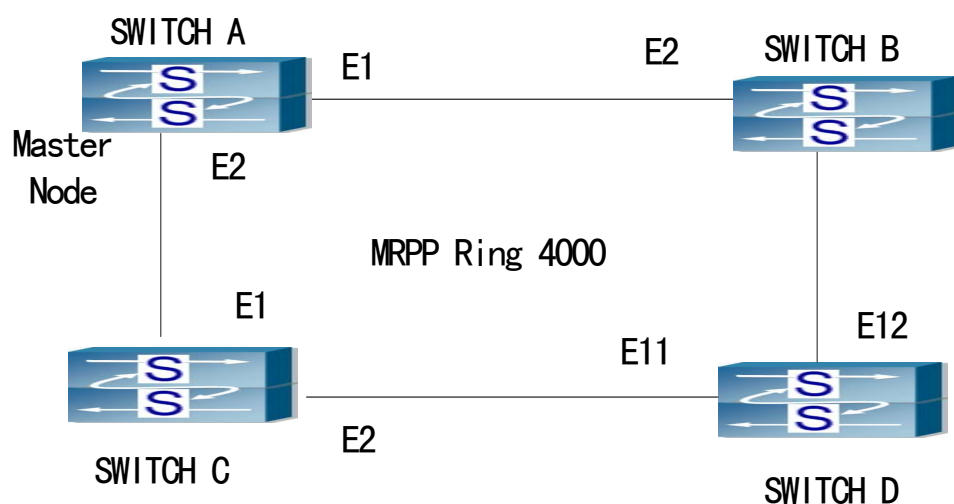 SWITCH A
SWITCH B
E1
E2
S
S
S
S
Master
Node
E2
MRPP Ring 4000
E1
E11
E12
S
S
S
S
E2
SWITCH C
SWITCH D